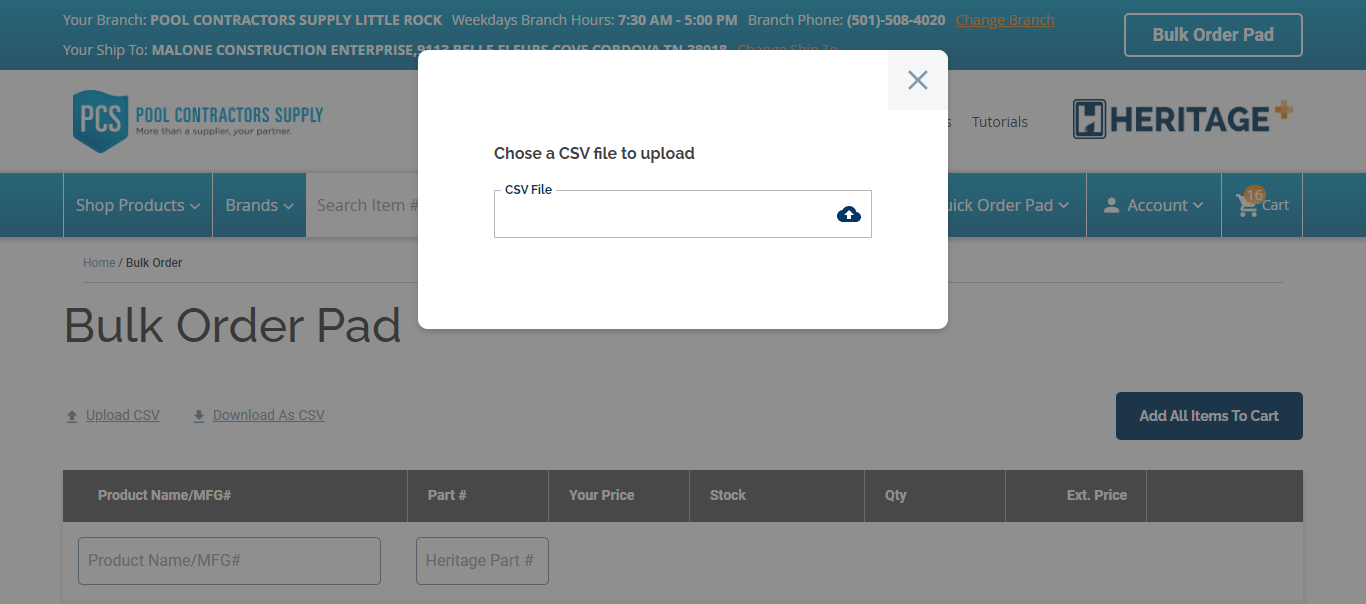 Your Branch: POOL CONTRACTORS SUPPLY LITTLE ROCK Weekdays Branch Hours: 7:30 AM - 5:00 PM Branch Phone: (501)-508-4020 Change Branch
Bulk Order Pad
Your Ship To: MALONE CONSTRUCTION ENTERPRISE,9113 BELLE FLEURS COVE CORDOVA TN 38018 Change Ship To
PCS POOL CONTRACTORS SUPPLY
More than a supplier, your partner.
Tutorials
H HERITAGE+
Shop Products
Brands
Search Item #
uick Order Pad
Account
16
Cart
Home / Bulk Order
Chose a CSV file to upload
CSV File
Bulk Order Pad
Upload CSV
Download As CSV
Add All Items To Cart
Product Name/MFG# Part # Your Price Stock Qty Ext. Price
Product Name/MFG# Heritage Part #